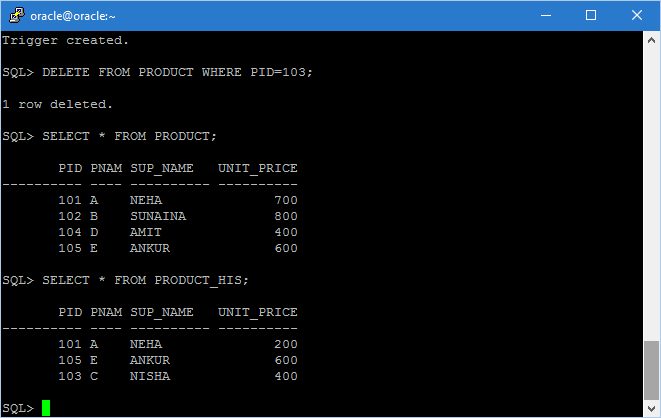 oracle@oracle:~
Trigger created.
SQL> DELETE FROM PRODUCT WHERE PID=103;
1 row deleted.
SQL> SELECT * FROM PRODUCT;
       PID PNAM SUP_NAME   UNIT_PRICE
---------- ---- ---------- ----------
       101 A    NEHA              700
       102 B    SUNAINA           800
       104 D    AMIT              400
       105 E    ANKUR             600
SQL> SELECT * FROM PRODUCT_HIS;
       PID PNAM SUP_NAME   UNIT_PRICE
---------- ---- ---------- ----------
       101 A    NEHA              200
       105 E    ANKUR             600
       103 C    NISHA             400
SQL>